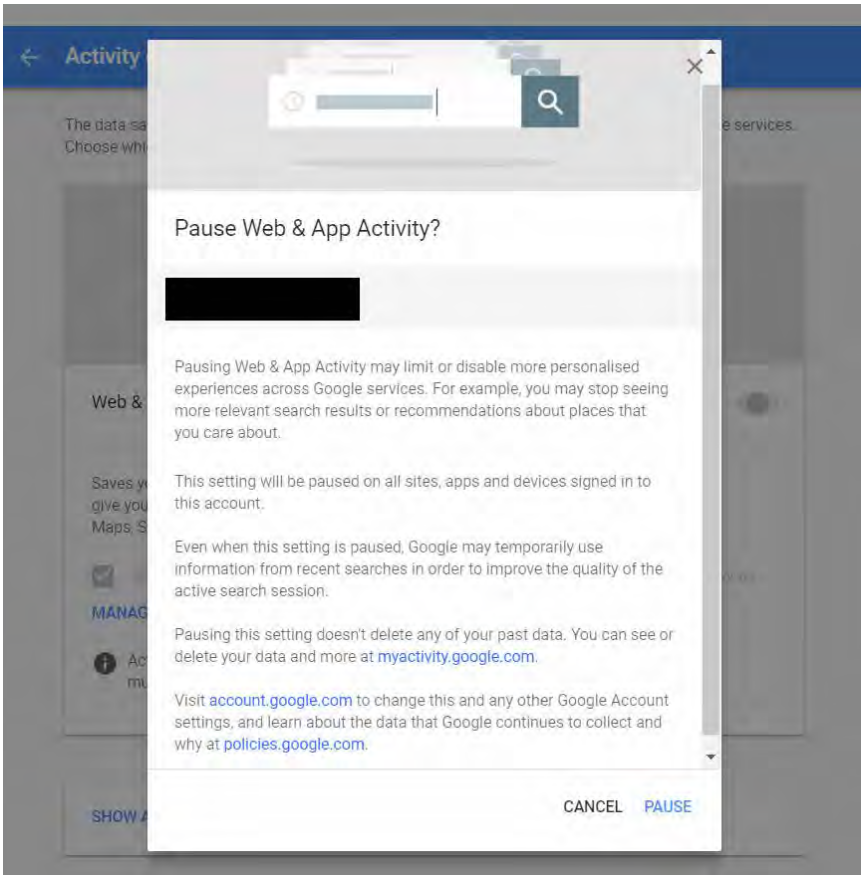 Activity
The data sa
e services.
Choose whi
Pause Web & App Activity?
Pausing Web & App Activity may limit or disable more personalised
experiences across Google services. For example, you may stop seeing
more relevant search results or recommendations about places that
you care about.
Web &
This setting will be paused on all sites, apps and devices signed in to
this account.
Saves yo
give you
Maps, S
Even when this setting is paused, Google may temporarily use
information from recent searches in order to improve the quality of the
active search session.
MANAG
Pausing this setting doesn't delete any of your past data. You can see or
delete your data and more at myactivity.google.com.
Ac
mu
Visit account.google.com to change this and any other Google Account
settings, and learn about the data that Google continues to collect and
why at policies.google.com.
CANCEL PAUSE
SHOW A